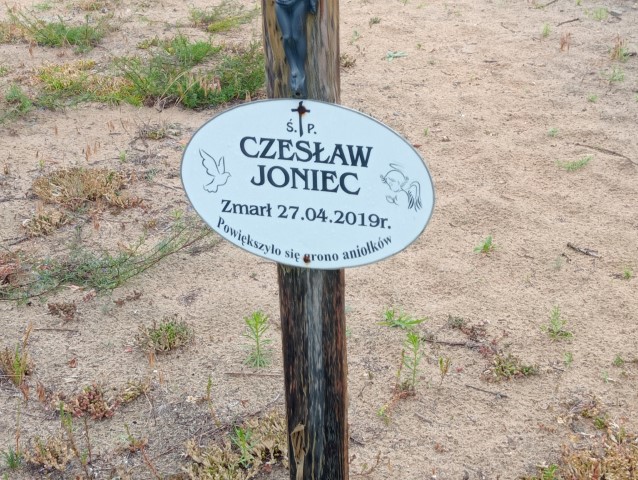 Ś. P.
CZESŁAW
JONIEC
Zmarł 27.04.2019r.
Powiększyło się grono aniołków